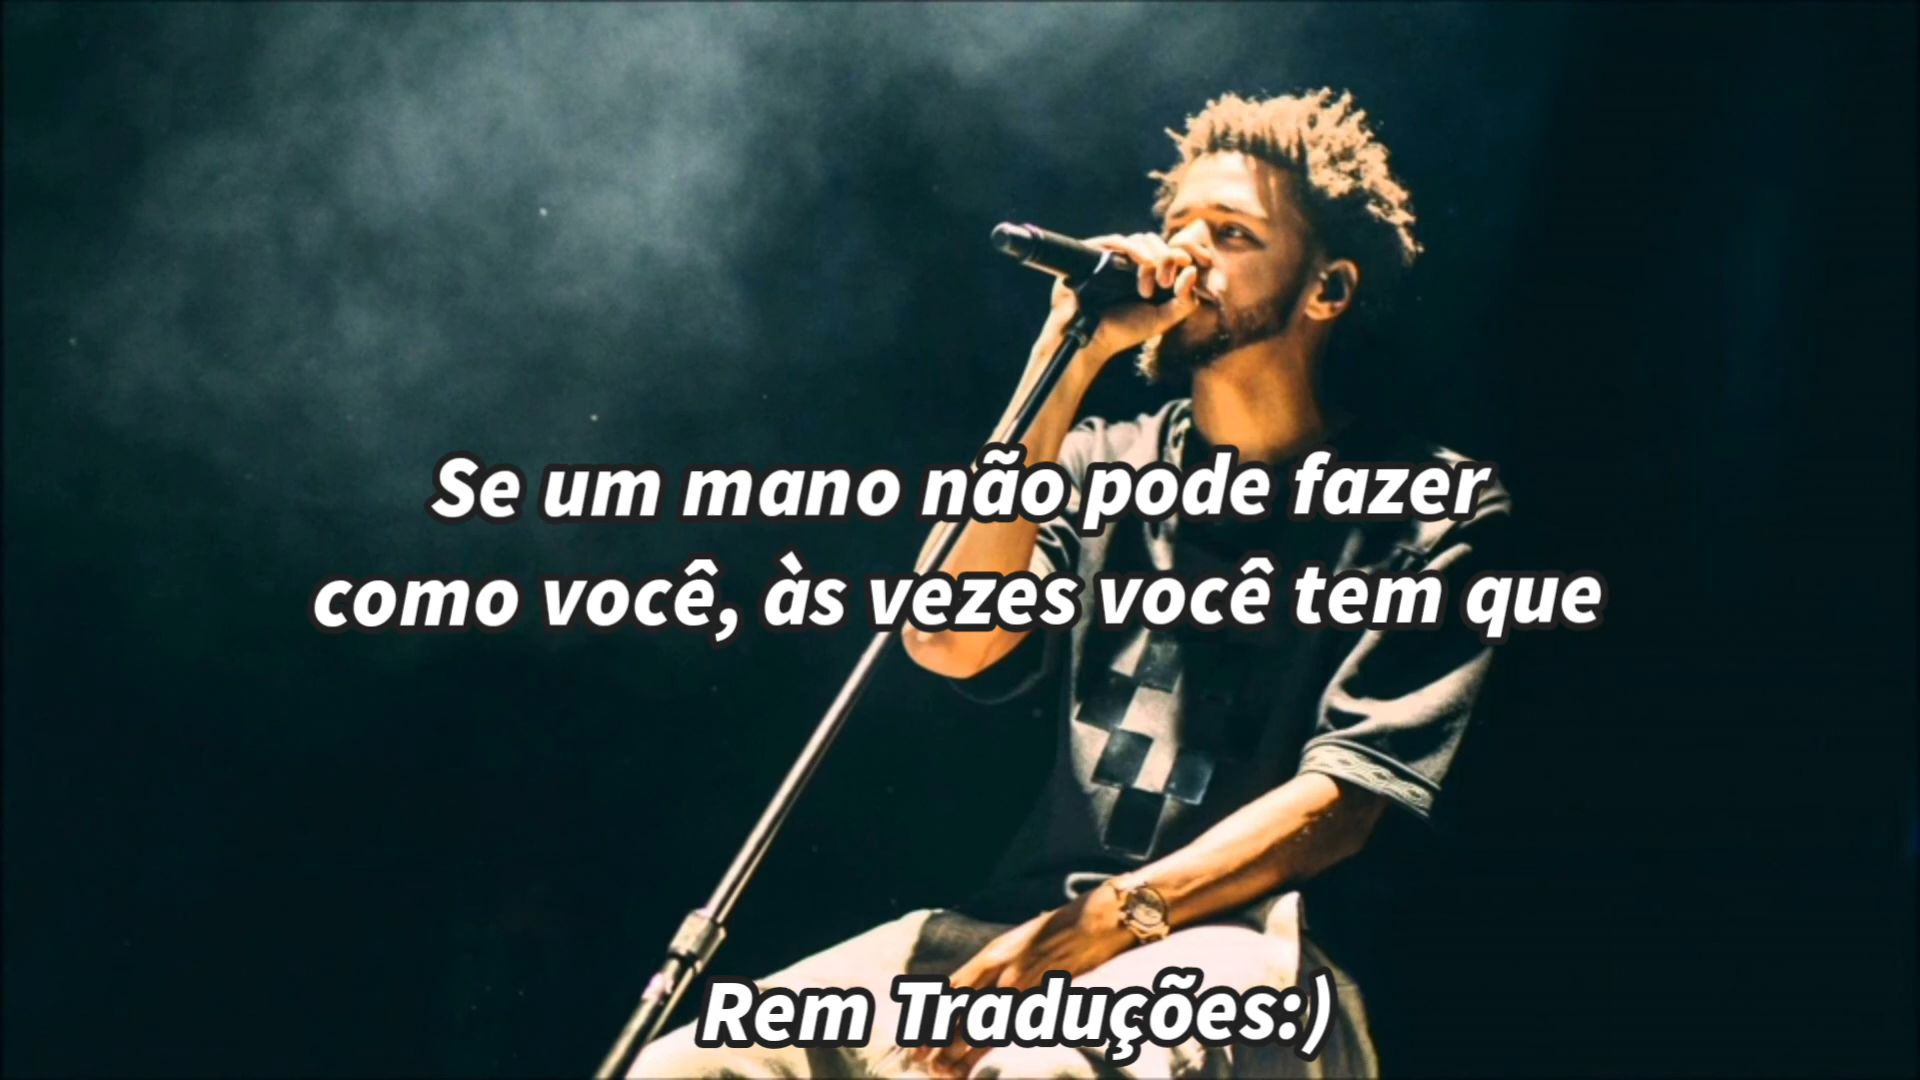 Se um mano não pode fazer
como você, às vezes você tem que
Rem Traduções:)